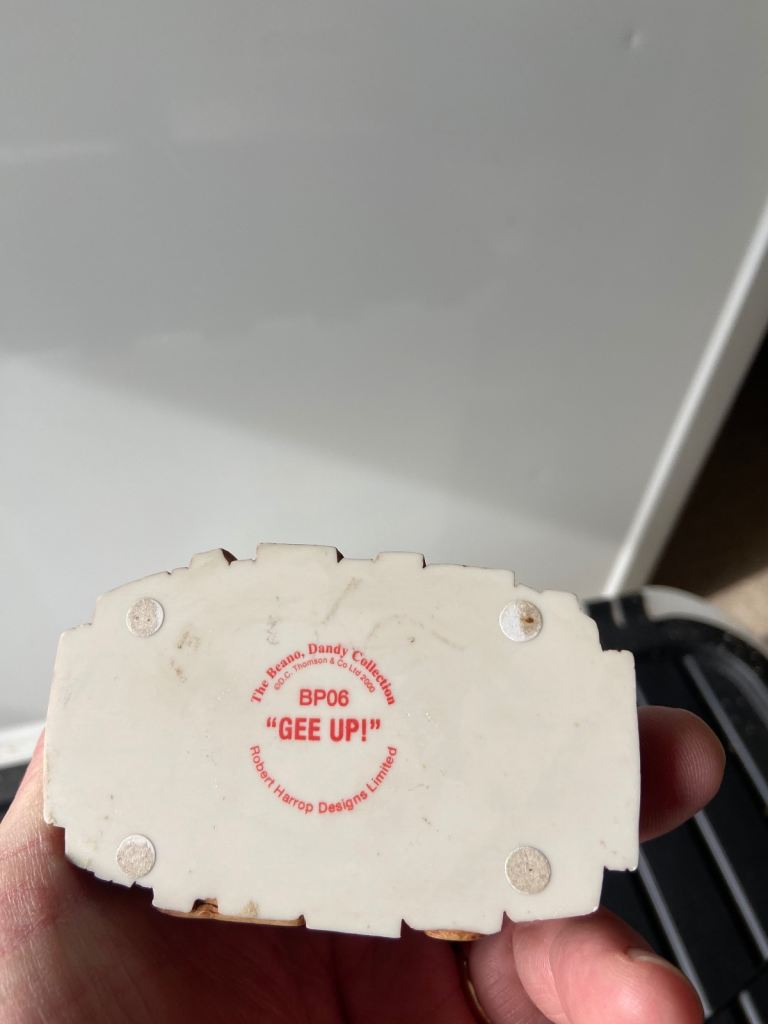 The Beano, Dandy Collection
©D.C. Thomson & Co Ltd 2000
BP06
“GEE UP!”
Robert Harrop Designs Limited